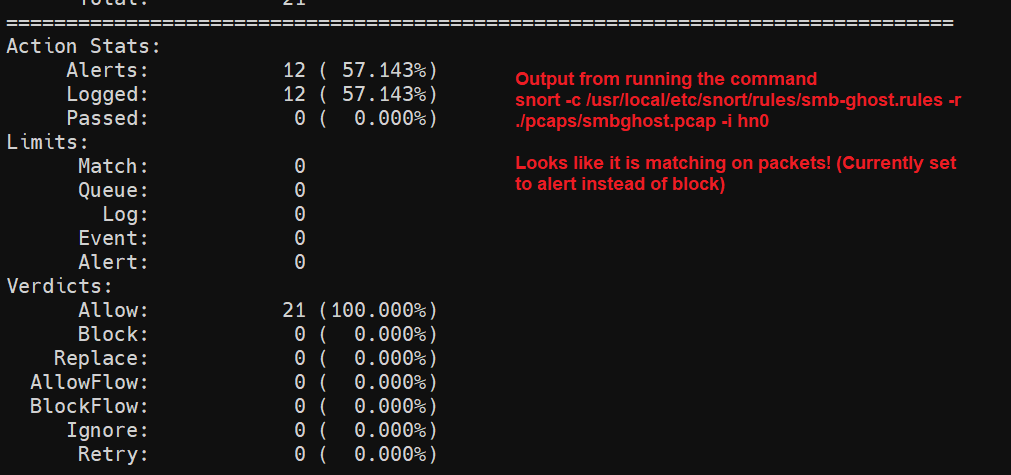 Total: 21
==============================================================================
Action Stats:
Alerts: 12 ( 57.143%)
Logged: 12 ( 57.143%)
Passed: 0 ( 0.000%)
Limits:
Match: 0
Queue: 0
Log: 0
Event: 0
Alert: 0
Verdicts:
Allow: 21 (100.000%)
Block: 0 ( 0.000%)
Replace: 0 ( 0.000%)
AllowFlow: 0 ( 0.000%)
BlockFlow: 0 ( 0.000%)
Ignore: 0 ( 0.000%)
Retry: 0 ( 0.000%)
Output from running the command
snort -c /usr/local/etc/snort/rules/smb-ghost.rules -r
./pcaps/smbghost.pcap -i hn0
Looks like it is matching on packets! (Currently set
to alert instead of block)